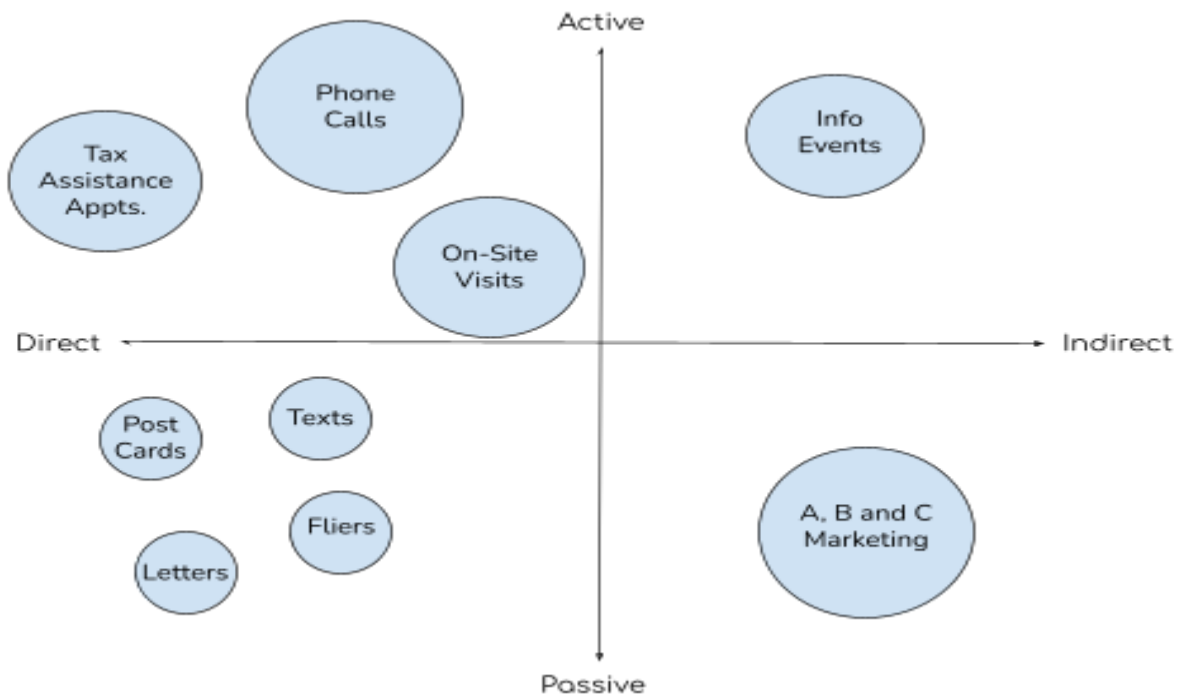 Active
Phone
Calls
Info
Events
Tax
Assistance
Appts.
On-Site
Visits
Direct
Indirect
Post
Cards
Texts
Fliers
Letters
A, B and C
Marketing
Passive